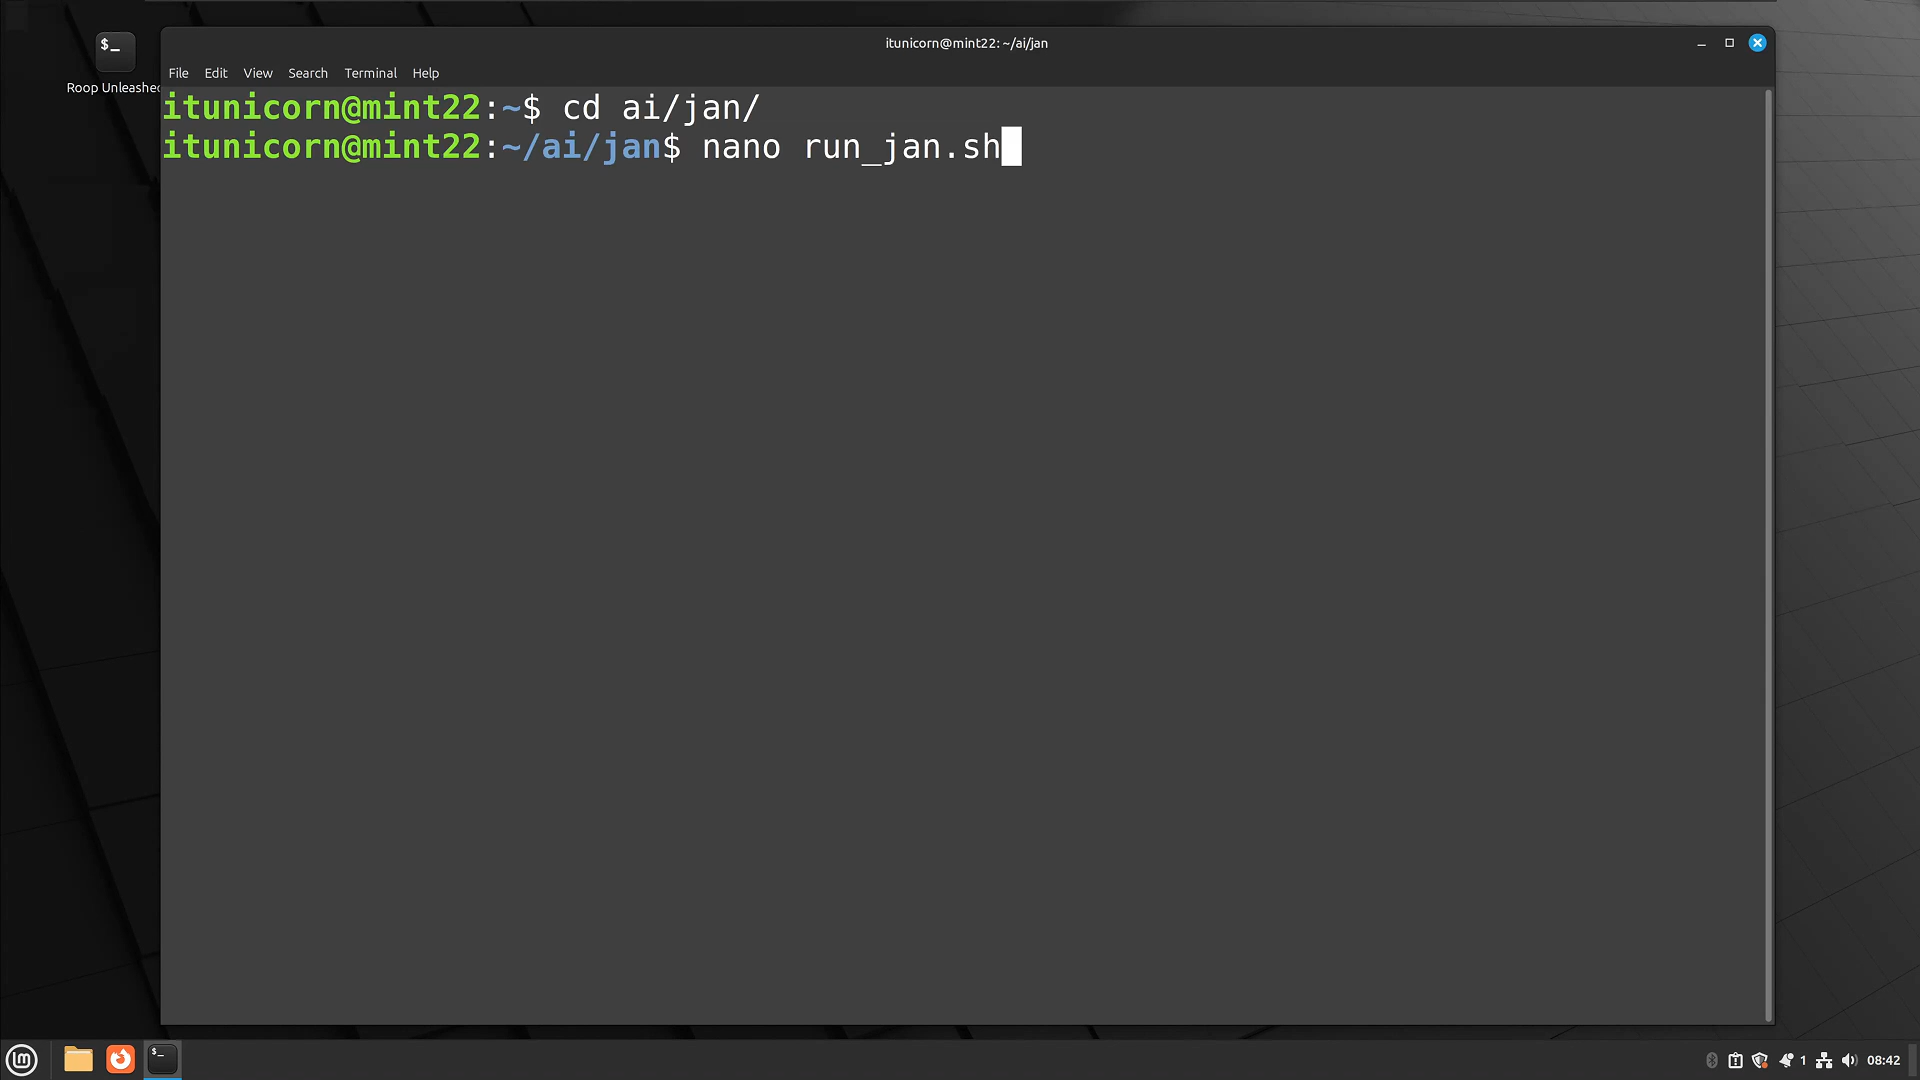 itunicorn@mint22: ~/ai/jan
$_
Roop Unleashed
File Edit View Search Terminal Help
itunicorn@mint22:~$ cd ai/jan/
itunicorn@mint22:~/ai/jan$ nano run_jan.sh
lm $_ 1 08:42